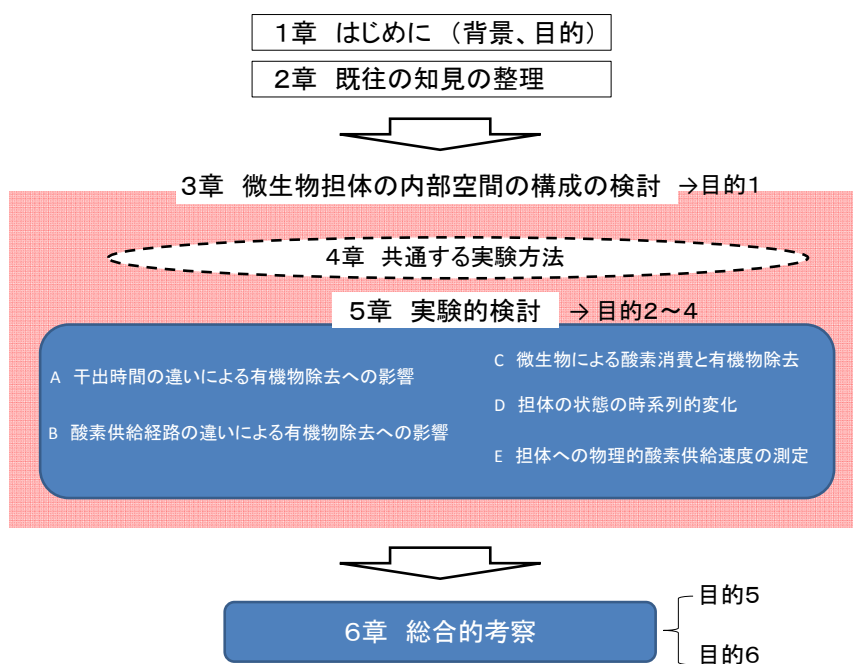 1章 はじめに （背景、目的）
2章 既往の知見の整理
3章 微生物担体の内部空間の構成の検討 →目的1
4章 共通する実験方法
5章 実験的検討 → 目的2～4
A 干出時間の違いによる有機物除去への影響
B 酸素供給経路の違いによる有機物除去への影響
C 微生物による酸素消費と有機物除去
D 担体の状態の時系列的変化
E 担体への物理的酸素供給速度の測定
6章 総合的考察
目的5
目的6